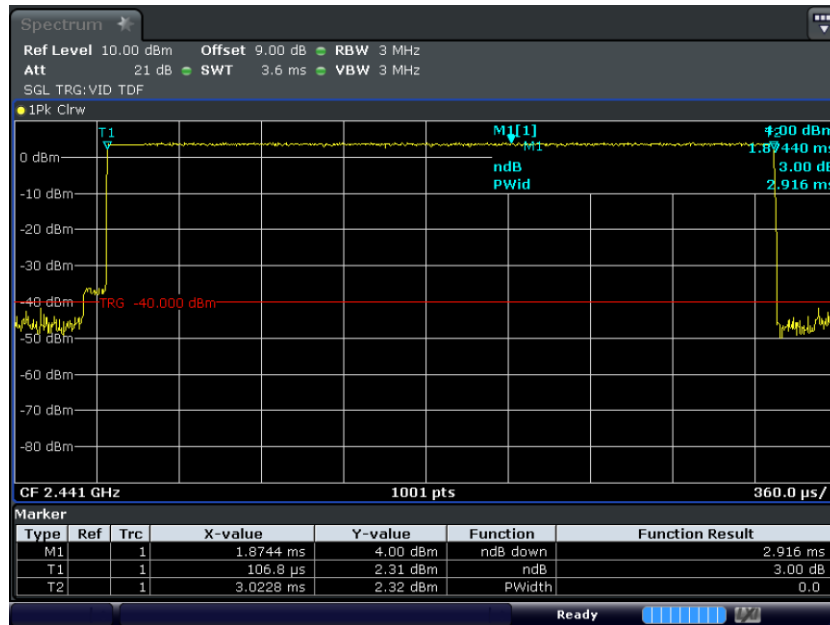 Spectrum
Ref Level 10.00 dBm Offset 9.00 dB RBW 3 MHz
Att 21 dB SWT 3.6 ms VBW 3 MHz
SGL TRG:VID TDF
1Pk Clrw
T1 M1[1] 4.00 dBm
M1 1.87440 ms
0 dBm
ndB 3.00 dB
PWid 2.916 ms
-10 dBm
-20 dBm
-30 dBm
-40 dBm TRG -40.000 dBm
-50 dBm
-60 dBm
-70 dBm
-80 dBm
CF 2.441 GHz 1001 pts 360.0 µs/
Marker
Type Ref Trc X-value Y-value Function Function Result
M1 1 1.8744 ms 4.00 dBm ndB down 2.916 ms
T1 1 106.8 µs 2.31 dBm ndB 3.00 dB
T2 1 3.0228 ms 2.32 dBm PWidth 0.0
Ready